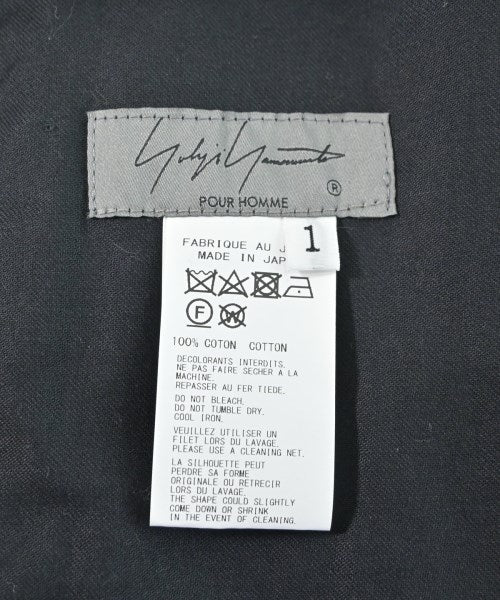 Yohji Yamamoto
®
POUR HOMME
1
FABRIQUE AU J
MADE IN JAP
F
W
100% COTON COTTON
DECOLORANTS INTERDITS.
NE PAS FAIRE SECHER A LA
MACHINE.
REPASSER AU FER TIEDE.
DO NOT BLEACH.
DO NOT TUMBLE DRY.
COOL IRON.
VEUILLEZ UTILISER UN
FILET LORS DU LAVAGE.
PLEASE USE A CLEANING NET.
LA SILHOUETTE PEUT
PERDRE SA FORME
ORIGINALE OU RETRECIR
LORS DU LAVAGE.
THE SHAPE COULD SLIGHTLY
COME DOWN OR SHRINK
IN THE EVENT OF CLEANING.